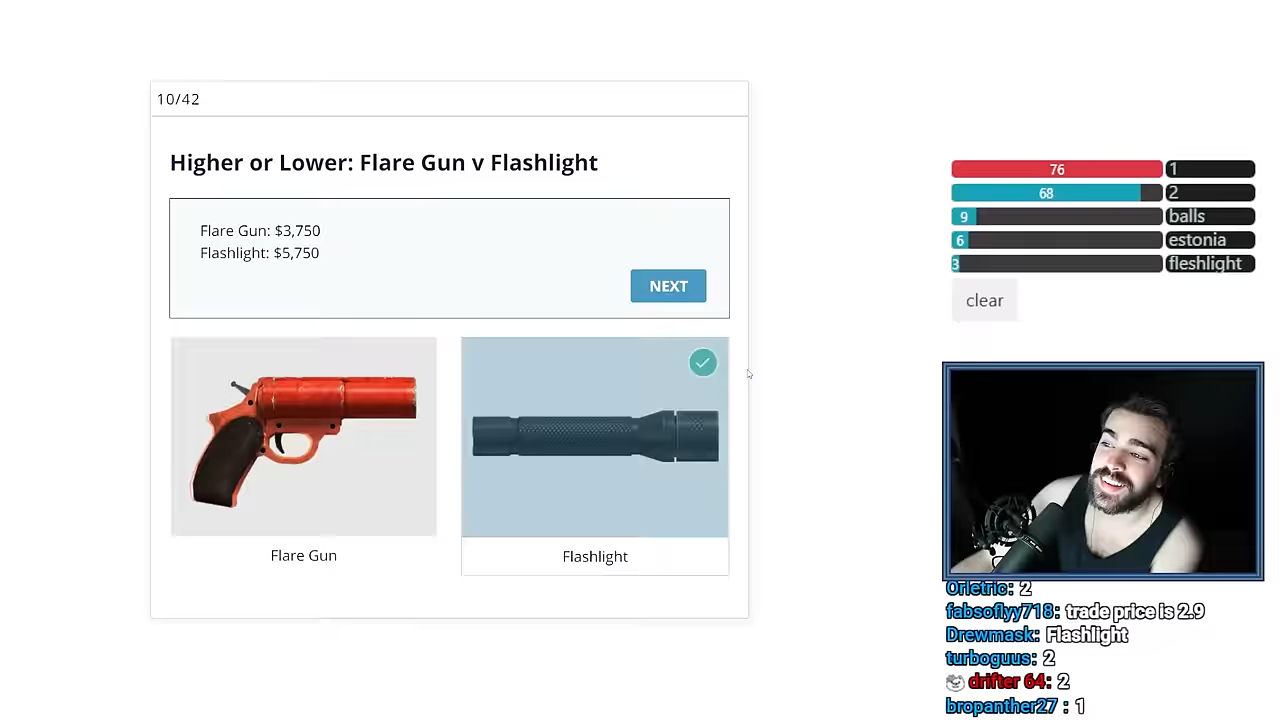 10/42
Higher or Lower: Flare Gun v Flashlight
Flare Gun: $3,750
Flashlight: $5,750
NEXT
Flare Gun
Flashlight
76 1
68 2
9 balls
6 estonia
3 fleshlight
clear
Orletric: 2
fabsoflyy718: trade price is 2.9
Drewmask: Flashlight
turboguus: 2
drifter 64: 2
bropanther27 : 1